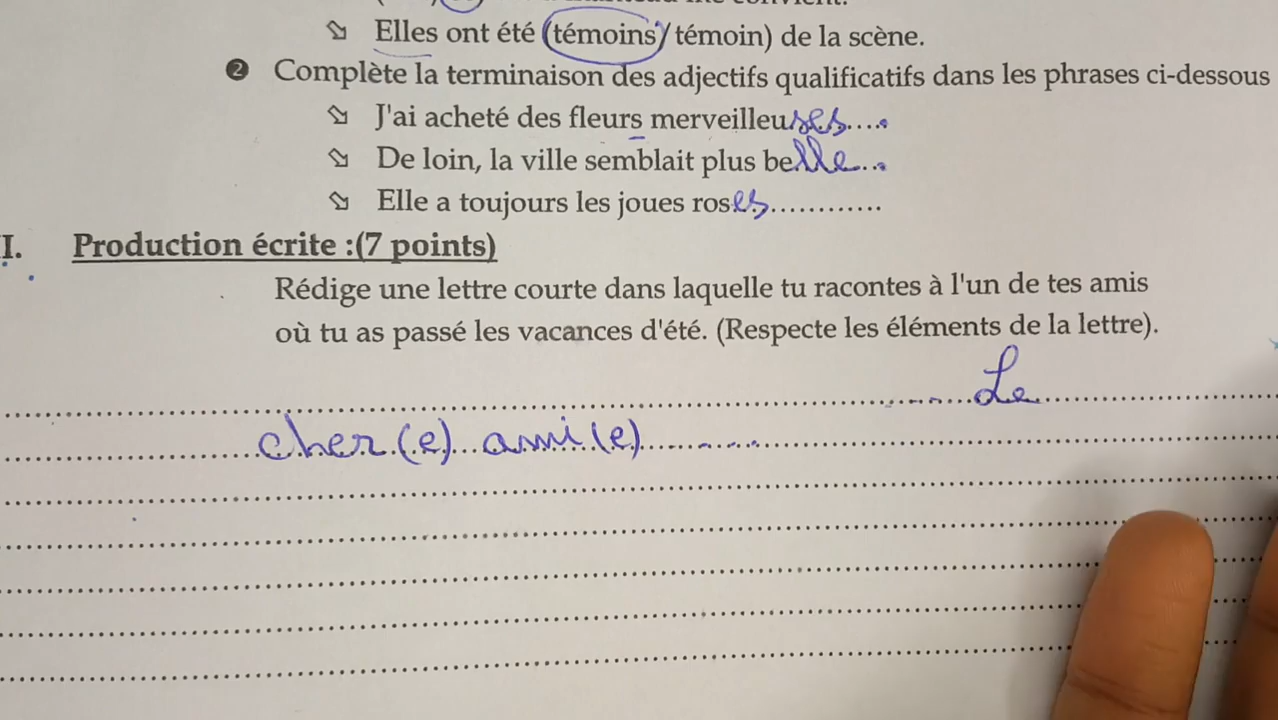 Elles ont été (témoins/ témoin) de la scène.
❷ Complète la terminaison des adjectifs qualificatifs dans les phrases ci-dessous
J'ai acheté des fleurs merveilleuses....
De loin, la ville semblait plus belle...
Elle a toujours les joues roses............
I. Production écrite :(7 points)
Rédige une lettre courte dans laquelle tu racontes à l'un de tes amis
où tu as passé les vacances d'été. (Respecte les éléments de la lettre).
Le
cher(e) ami(e)